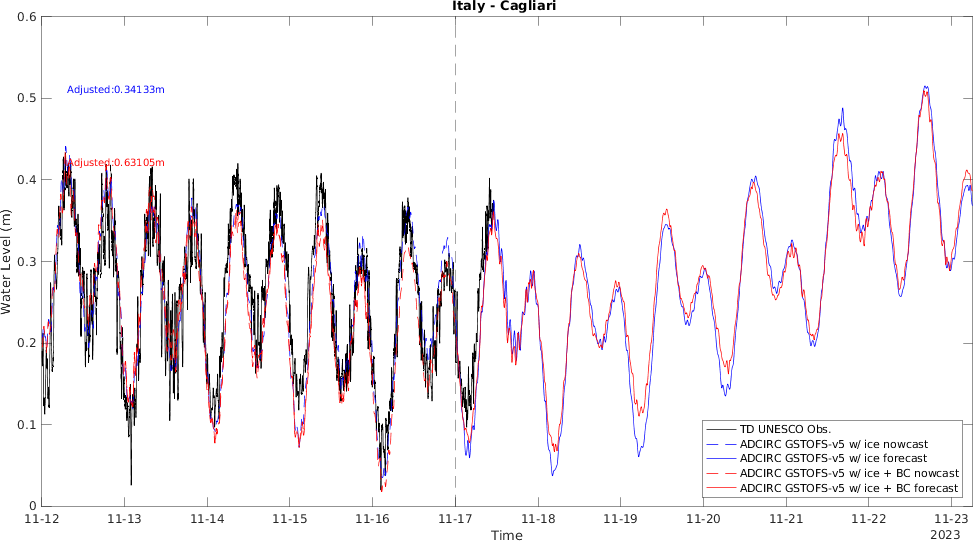 Italy - Cagliari
0.6
0.5
0.4
0.3
0.2
0.1
0
Water Level (m)
Adjusted:0.34133m
Adjusted:0.63105m
TD UNESCO Obs.
ADCIRC GSTOFS-v5 w/ ice nowcast
ADCIRC GSTOFS-v5 w/ ice forecast
ADCIRC GSTOFS-v5 w/ ice + BC nowcast
ADCIRC GSTOFS-v5 w/ ice + BC forecast
11-12 11-13 11-14 11-15 11-16 11-17 11-18 11-19 11-20 11-21 11-22 11-23
Time
2023